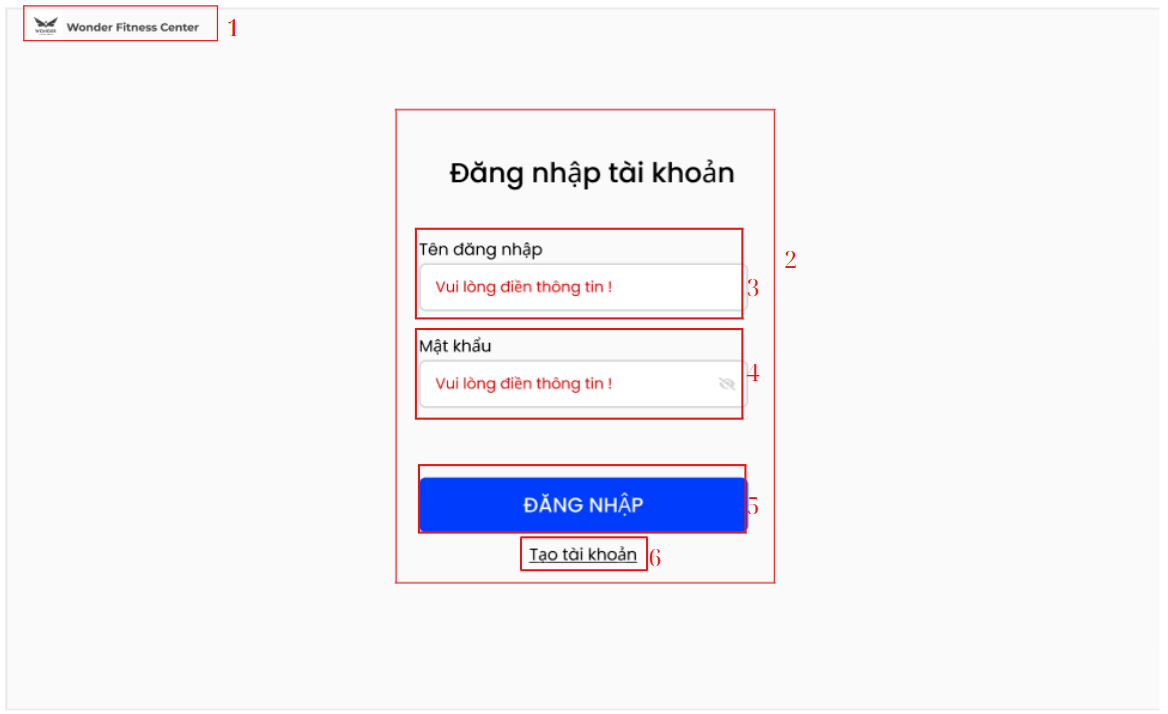 WONDER
Wonder Fitness Center
1
Đăng nhập tài khoản
2
Tên đăng nhập
Vui lòng điền thông tin !
3
Mật khẩu
Vui lòng điền thông tin !
4
ĐĂNG NHẬP
5
Tạo tài khoản
6